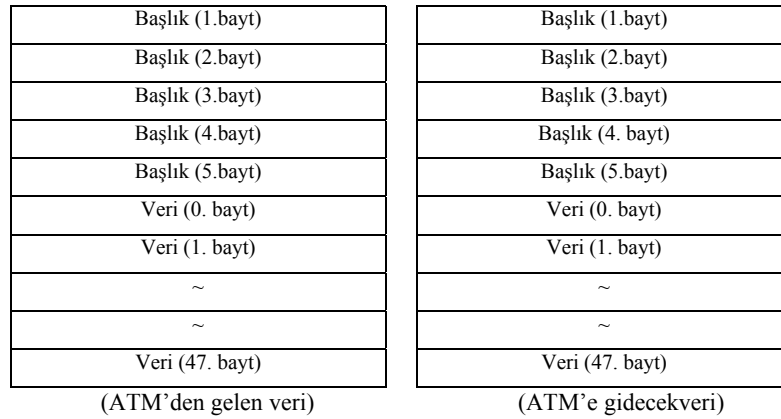 Başlık (1.bayt)
Başlık (2.bayt)
Başlık (3.bayt)
Başlık (4.bayt)
Başlık (5.bayt)
Veri (0. bayt)
Veri (1. bayt)
~
~
Veri (47. bayt)
(ATM’den gelen veri)
Başlık (1.bayt)
Başlık (2.bayt)
Başlık (3.bayt)
Başlık (4. bayt)
Başlık (5.bayt)
Veri (0. bayt)
Veri (1. bayt)
~
~
Veri (47. bayt)
(ATM’e gidecekveri)